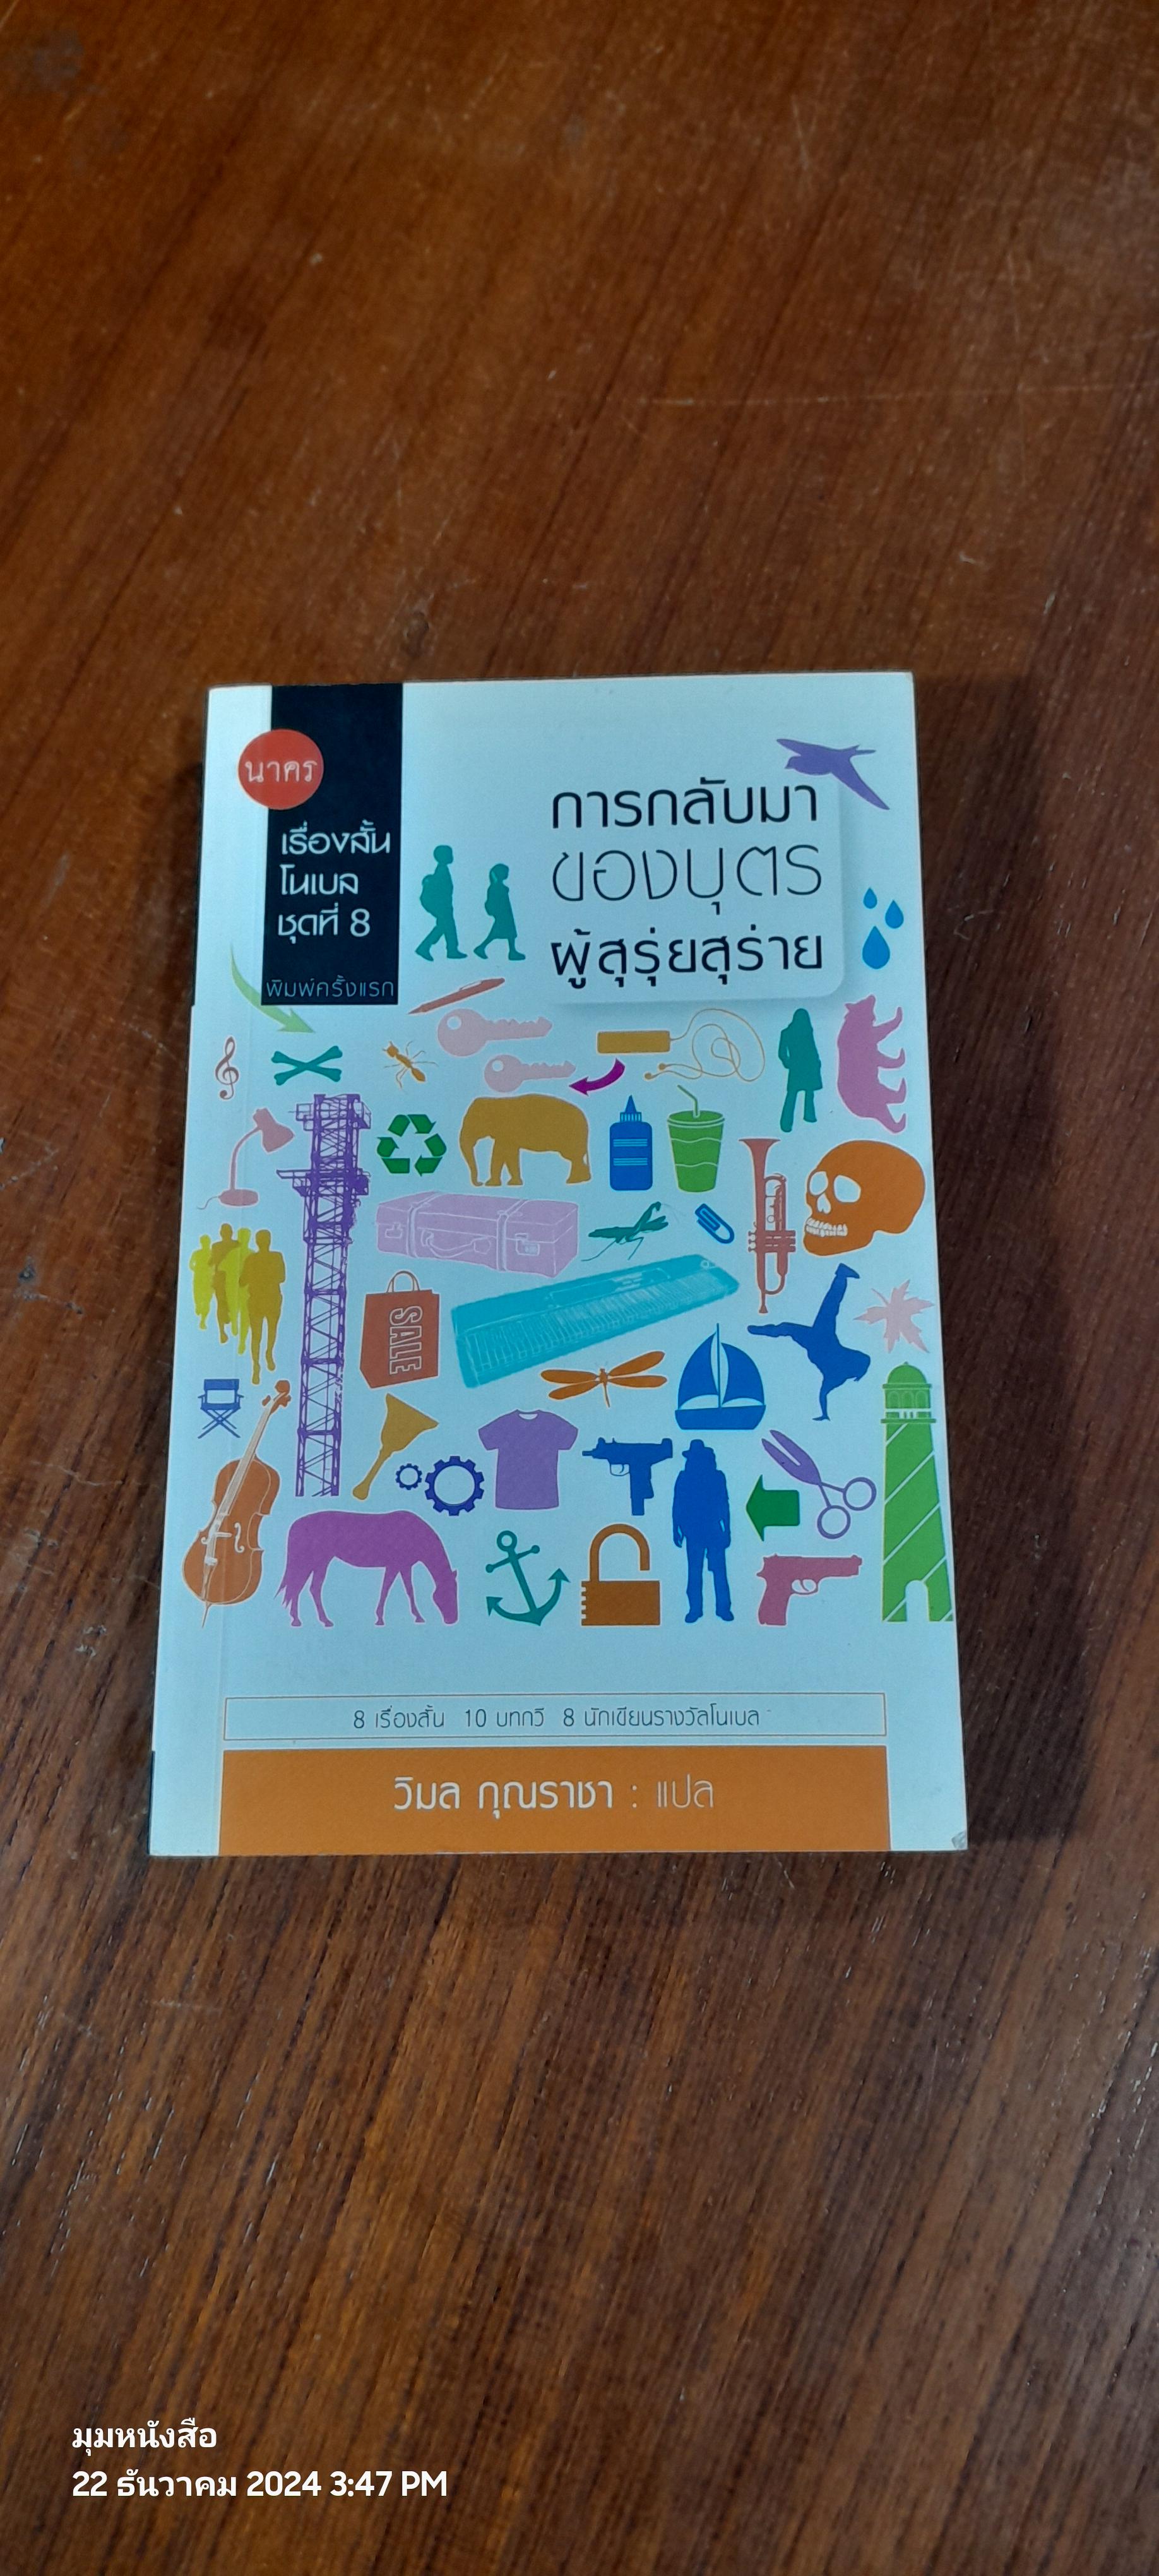 นาคร
เรื่องสั้น
โนเบล
ชุดที่ 8
พิมพ์ครั้งแรก
การกลับมา
ของบุตร
ผู้สุรุ่ยสุร่าย
SALE
8 เรื่องสั้น 10 บทกวี 8 นักเขียนรางวัลโนเบล
วิมล กุณราชา : แปล
มุมหนังสือ
22 ธันวาคม 2024 3:47 PM